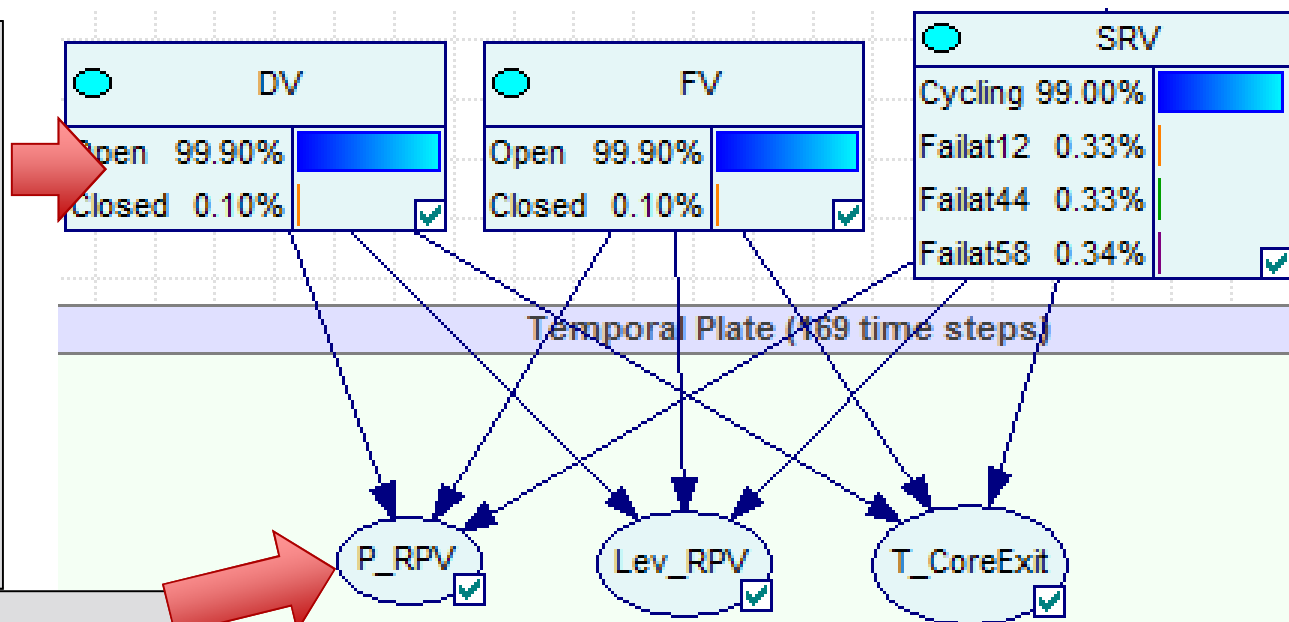 DV
Open 99.90%
Closed 0.10%
FV
Open 99.90%
Closed 0.10%
SRV
Cycling 99.00%
Failat12 0.33%
Failat44 0.33%
Failat58 0.34%
Temporal Plate (169 time steps)
P_RPV
Lev_RPV
T_CoreExit